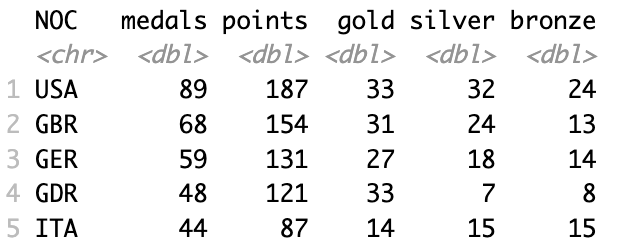 NOC medals points gold silver bronze
<chr> <dbl> <dbl> <dbl> <dbl> <dbl>
1 USA 89 187 33 32 24
2 GBR 68 154 31 24 13
3 GER 59 131 27 18 14
4 GDR 48 121 33 7 8
5 ITA 44 87 14 15 15